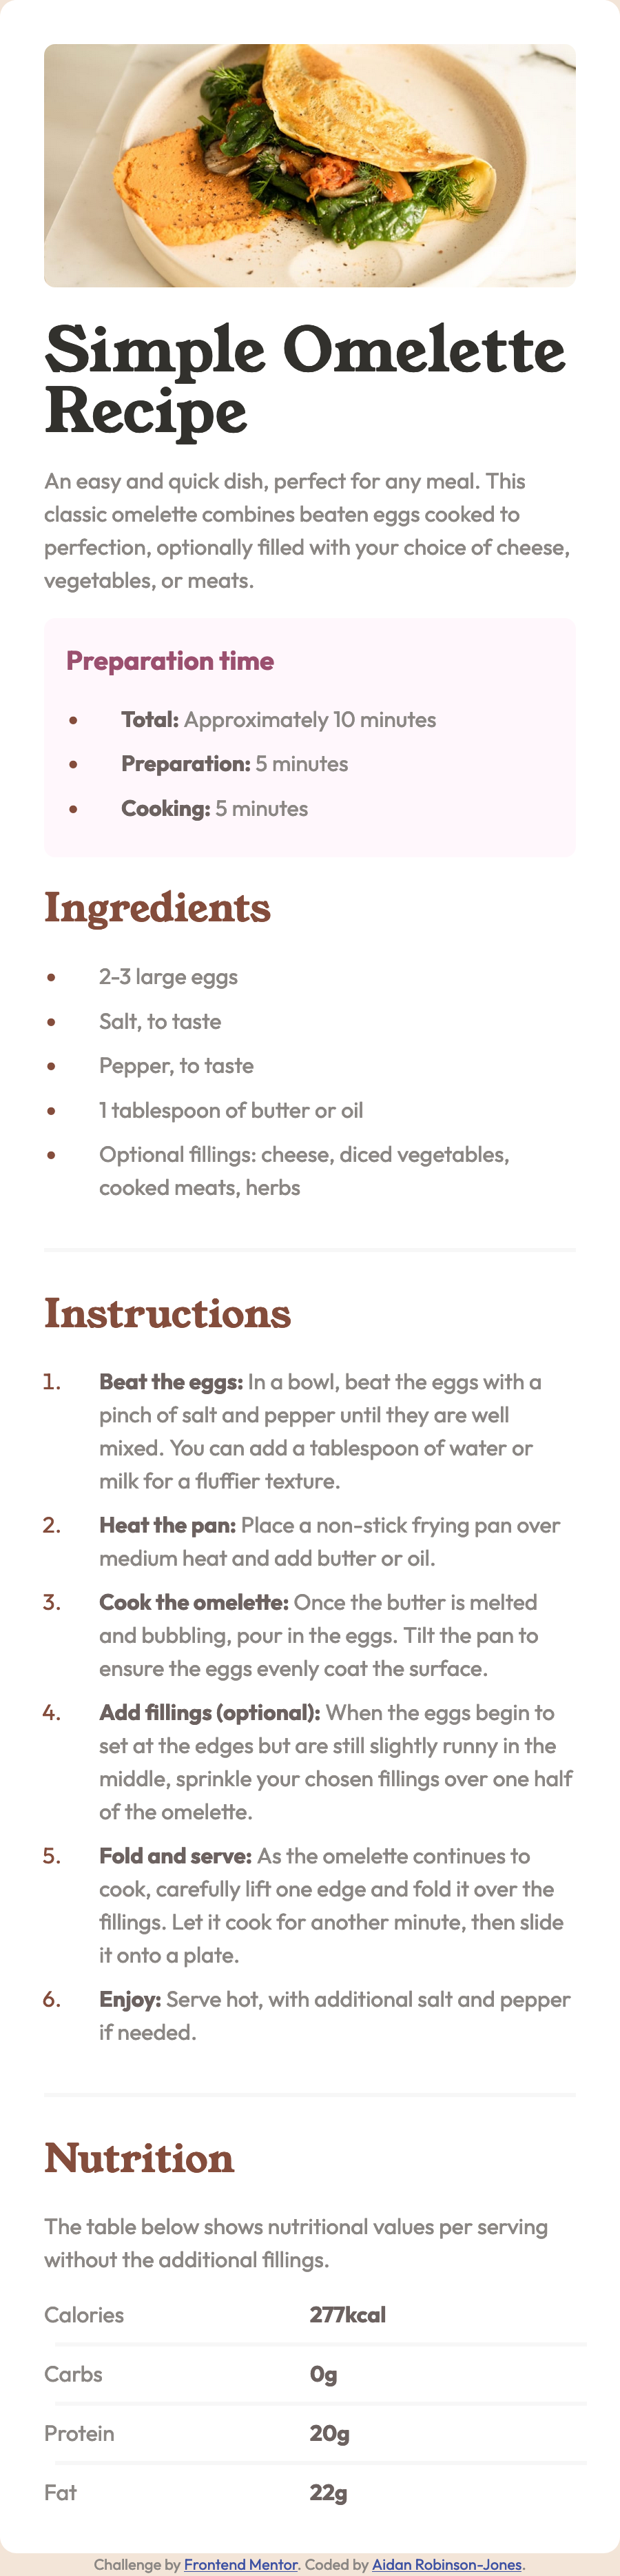 Simple Omelette
Recipe
An easy and quick dish, perfect for any meal. This
classic omelette combines beaten eggs cooked to
perfection, optionally filled with your choice of cheese,
vegetables, or meats.
Preparation time
• Total: Approximately 10 minutes
• Preparation: 5 minutes
• Cooking: 5 minutes
Ingredients
• 2-3 large eggs
• Salt, to taste
• Pepper, to taste
• 1 tablespoon of butter or oil
• Optional fillings: cheese, diced vegetables,
cooked meats, herbs
Instructions
1. Beat the eggs: In a bowl, beat the eggs with a
pinch of salt and pepper until they are well
mixed. You can add a tablespoon of water or
milk for a fluffier texture.
2. Heat the pan: Place a non-stick frying pan over
medium heat and add butter or oil.
3. Cook the omelette: Once the butter is melted
and bubbling, pour in the eggs. Tilt the pan to
ensure the eggs evenly coat the surface.
4. Add fillings (optional): When the eggs begin to
set at the edges but are still slightly runny in the
middle, sprinkle your chosen fillings over one half
of the omelette.
5. Fold and serve: As the omelette continues to
cook, carefully lift one edge and fold it over the
fillings. Let it cook for another minute, then slide
it onto a plate.
6. Enjoy: Serve hot, with additional salt and pepper
if needed.
Nutrition
The table below shows nutritional values per serving
without the additional fillings.
Calories 277kcal
Carbs 0g
Protein 20g
Fat 22g
Challenge by Frontend Mentor. Coded by Aidan Robinson-Jones.